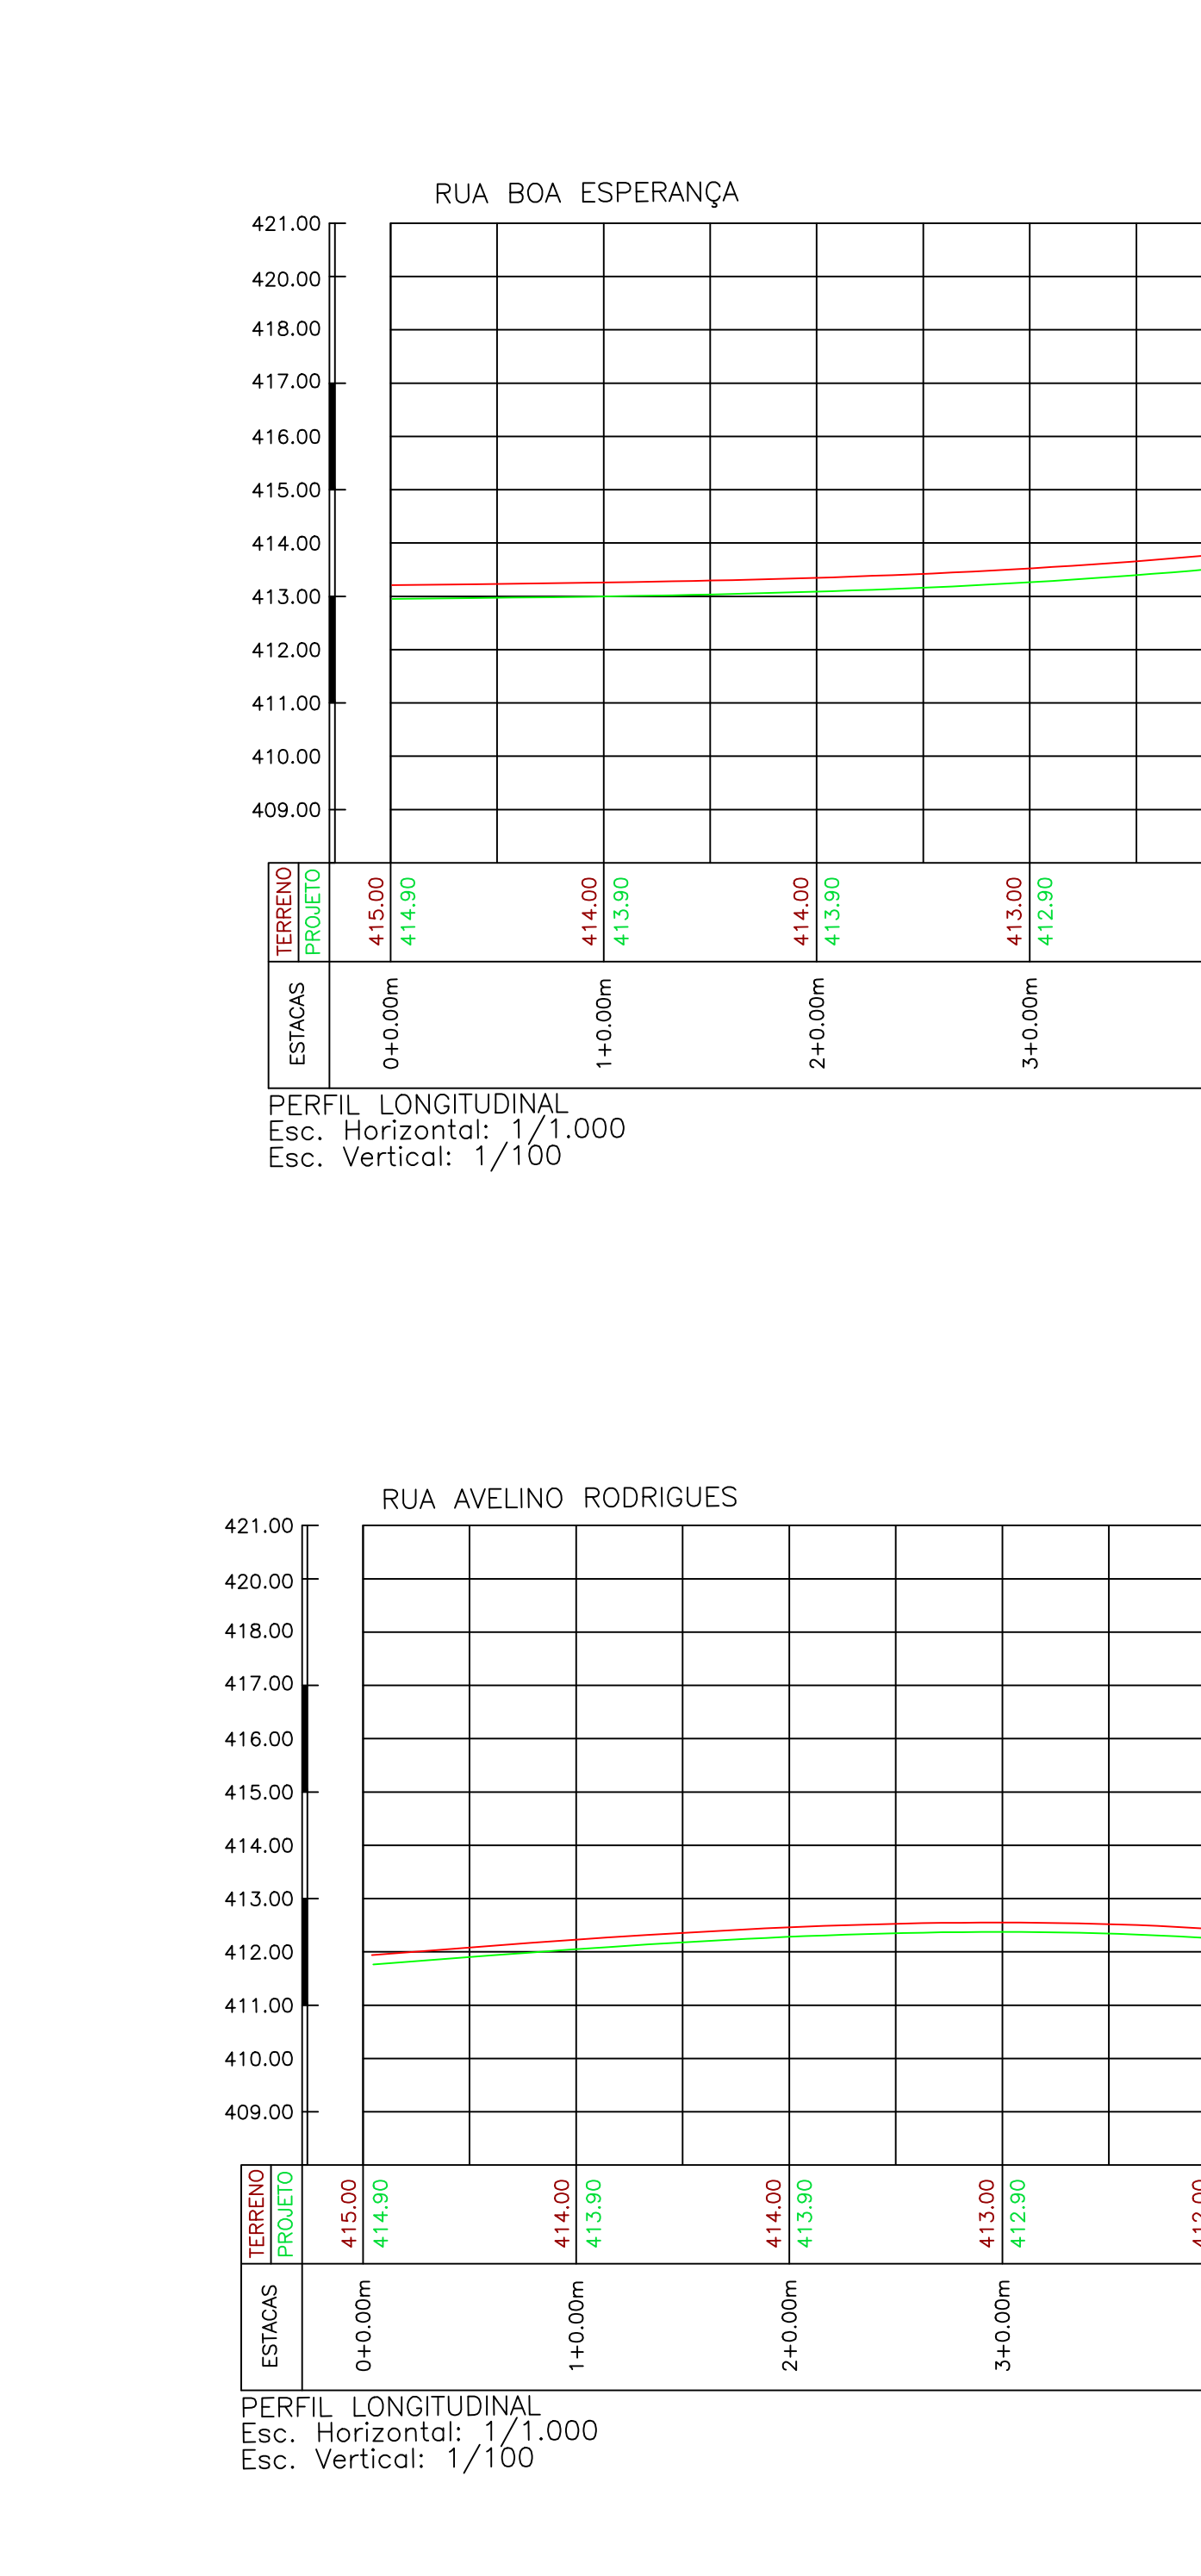 RUA BOA ESPERANÇA
421.00
420.00
418.00
417.00
416.00
415.00
414.00
413.00
412.00
411.00
410.00
409.00
TERRENO 415.00 414.00 414.00 413.00
PROJETO 414.90 413.90 413.90 412.90
ESTACAS 0+0.00m 1+0.00m 2+0.00m 3+0.00m
PERFIL LONGITUDINAL
Esc. Horizontal: 1/1.000
Esc. Vertical: 1/100
RUA AVELINO RODRIGUES
421.00
420.00
418.00
417.00
416.00
415.00
414.00
413.00
412.00
411.00
410.00
409.00
TERRENO 415.00 414.00 414.00 413.00 412.00
PROJETO 414.90 413.90 413.90 412.90
ESTACAS 0+0.00m 1+0.00m 2+0.00m 3+0.00m
PERFIL LONGITUDINAL
Esc. Horizontal: 1/1.000
Esc. Vertical: 1/100